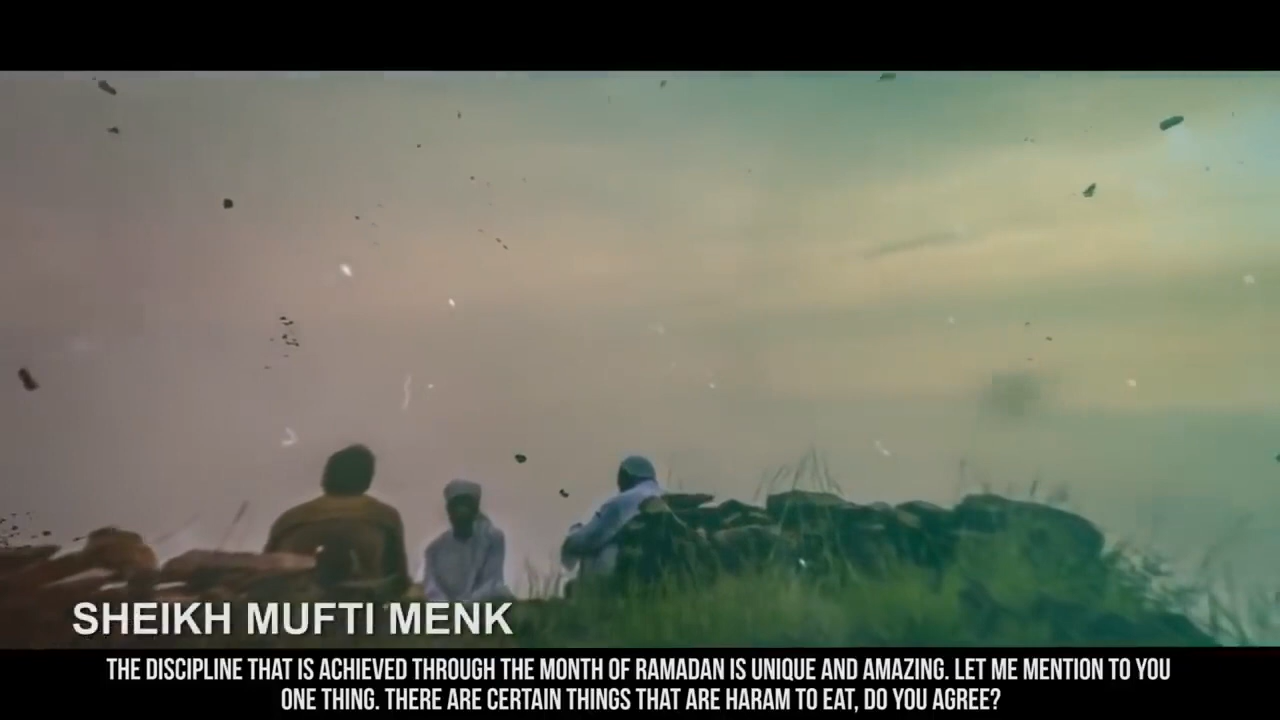 SHEIKH MUFTI MENK
THE DISCIPLINE THAT IS ACHIEVED THROUGH THE MONTH OF RAMADAN IS UNIQUE AND AMAZING. LET ME MENTION TO YOU
ONE THING. THERE ARE CERTAIN THINGS THAT ARE HARAM TO EAT, DO YOU AGREE?